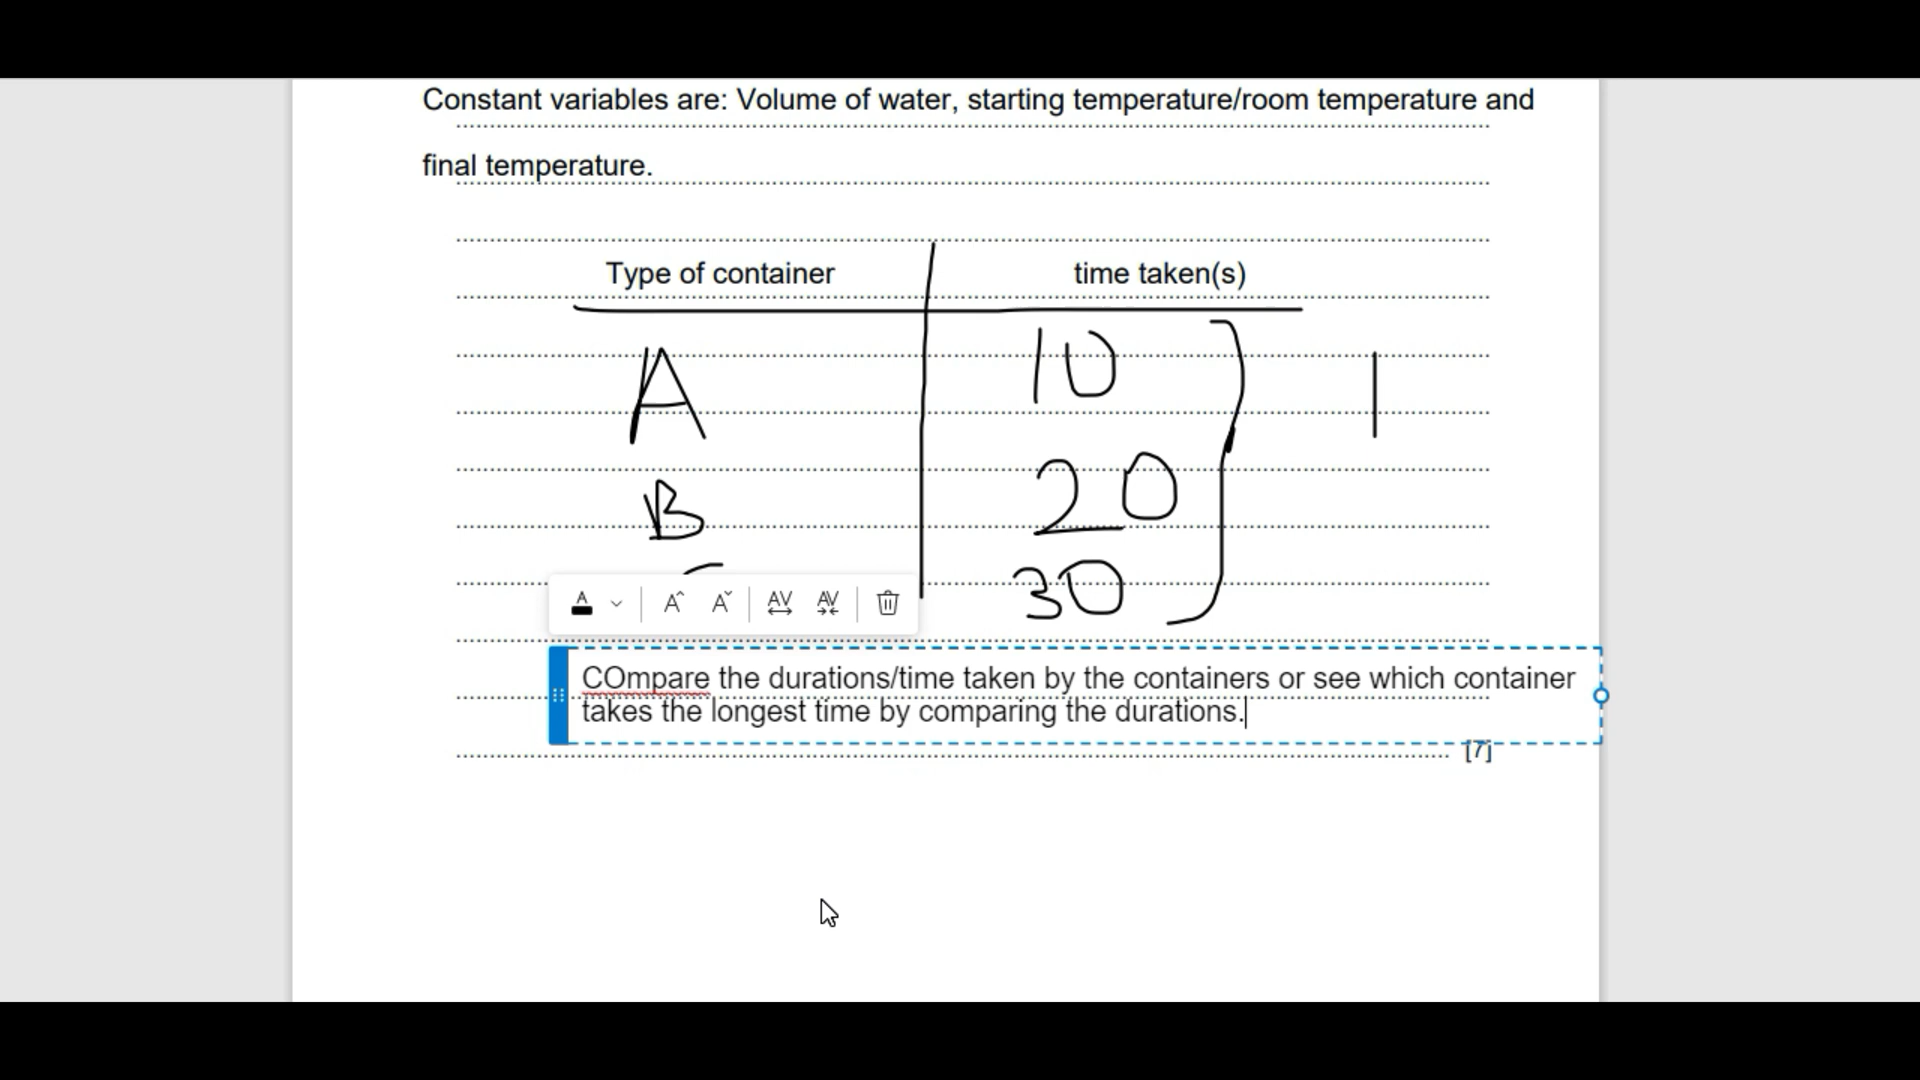 Constant variables are: Volume of water, starting temperature/room temperature and
final temperature.
Type of container time taken(s)
A 10 1
B 20
30
COmpare the durations/time taken by the containers or see which container
takes the longest time by comparing the durations.
[7]